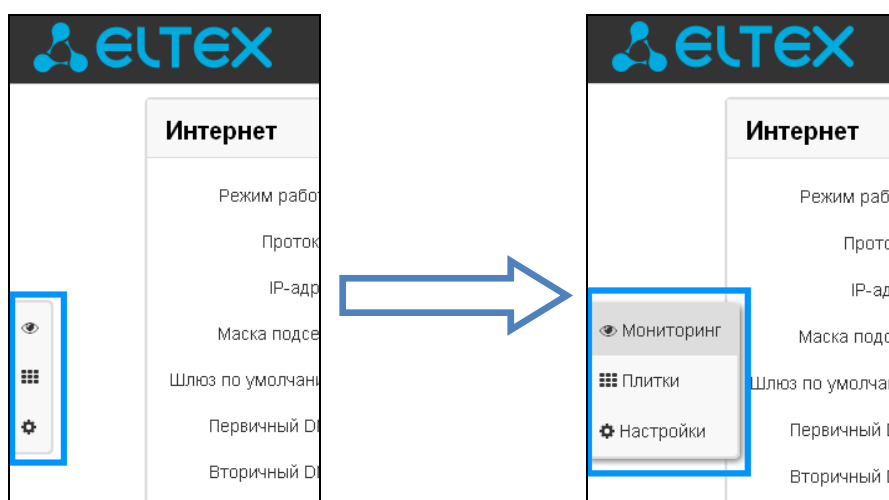 ELTEX
Интернет
Режим рабо
Проток
IP-адр
Маска подсе
Шлюз по умолчани
Первичный D
Вторичный D
ELTEX
Интернет
Режим раб
Прото
IP-ад
Мониторинг
Маска подс
Плитки
Шлюз по умолча
Настройки
Первичный
Вторичный